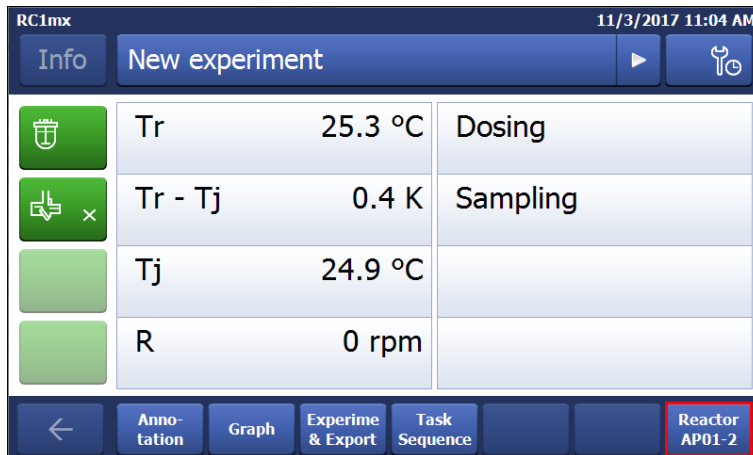 RC1mx 11/3/2017 11:04 AM
Info New experiment
Tr 25.3 °C Dosing
Tr - Tj 0.4 K Sampling
Tj 24.9 °C
R 0 rpm
Anno-
tation
Graph
Experime
& Export
Task
Sequence
Reactor
AP01-2